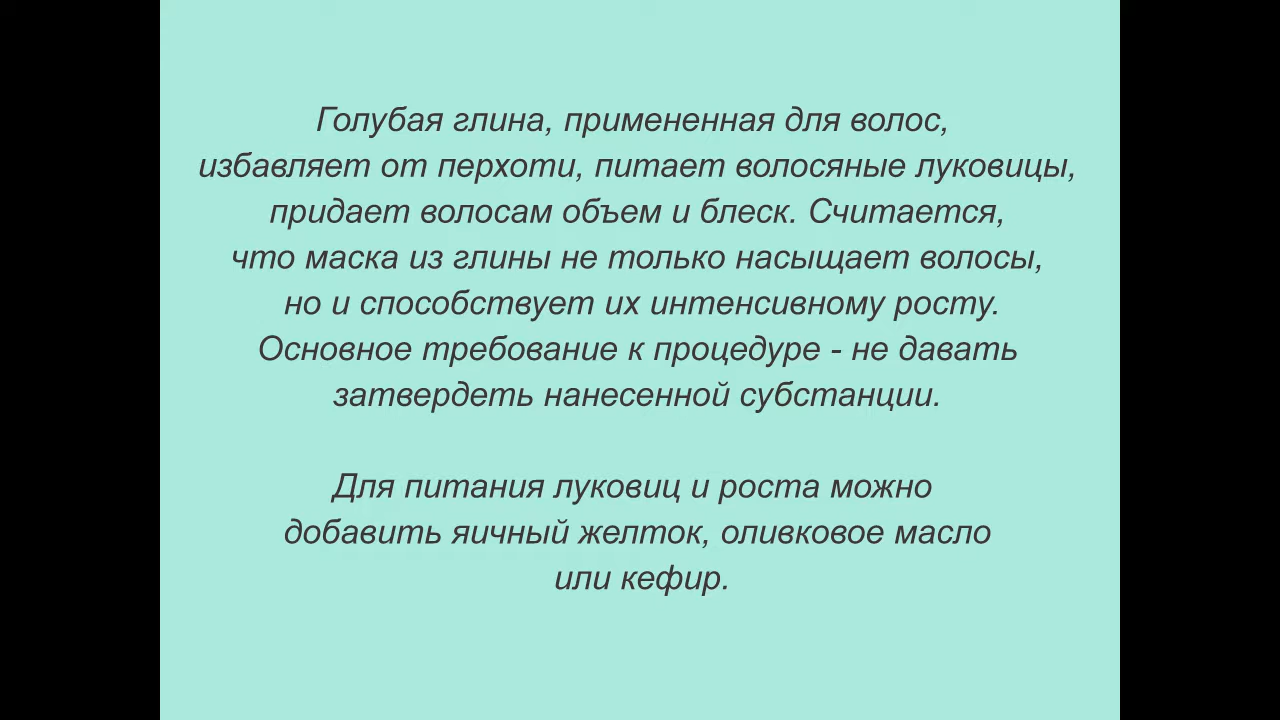 Голубая глина, примененная для волос,
избавляет от перхоти, питает волосяные луковицы,
придает волосам объем и блеск. Считается,
что маска из глины не только насыщает волосы,
но и способствует их интенсивному росту.
Основное требование к процедуре - не давать
затвердеть нанесенной субстанции.
Для питания луковиц и роста можно
добавить яичный желток, оливковое масло
или кефир.